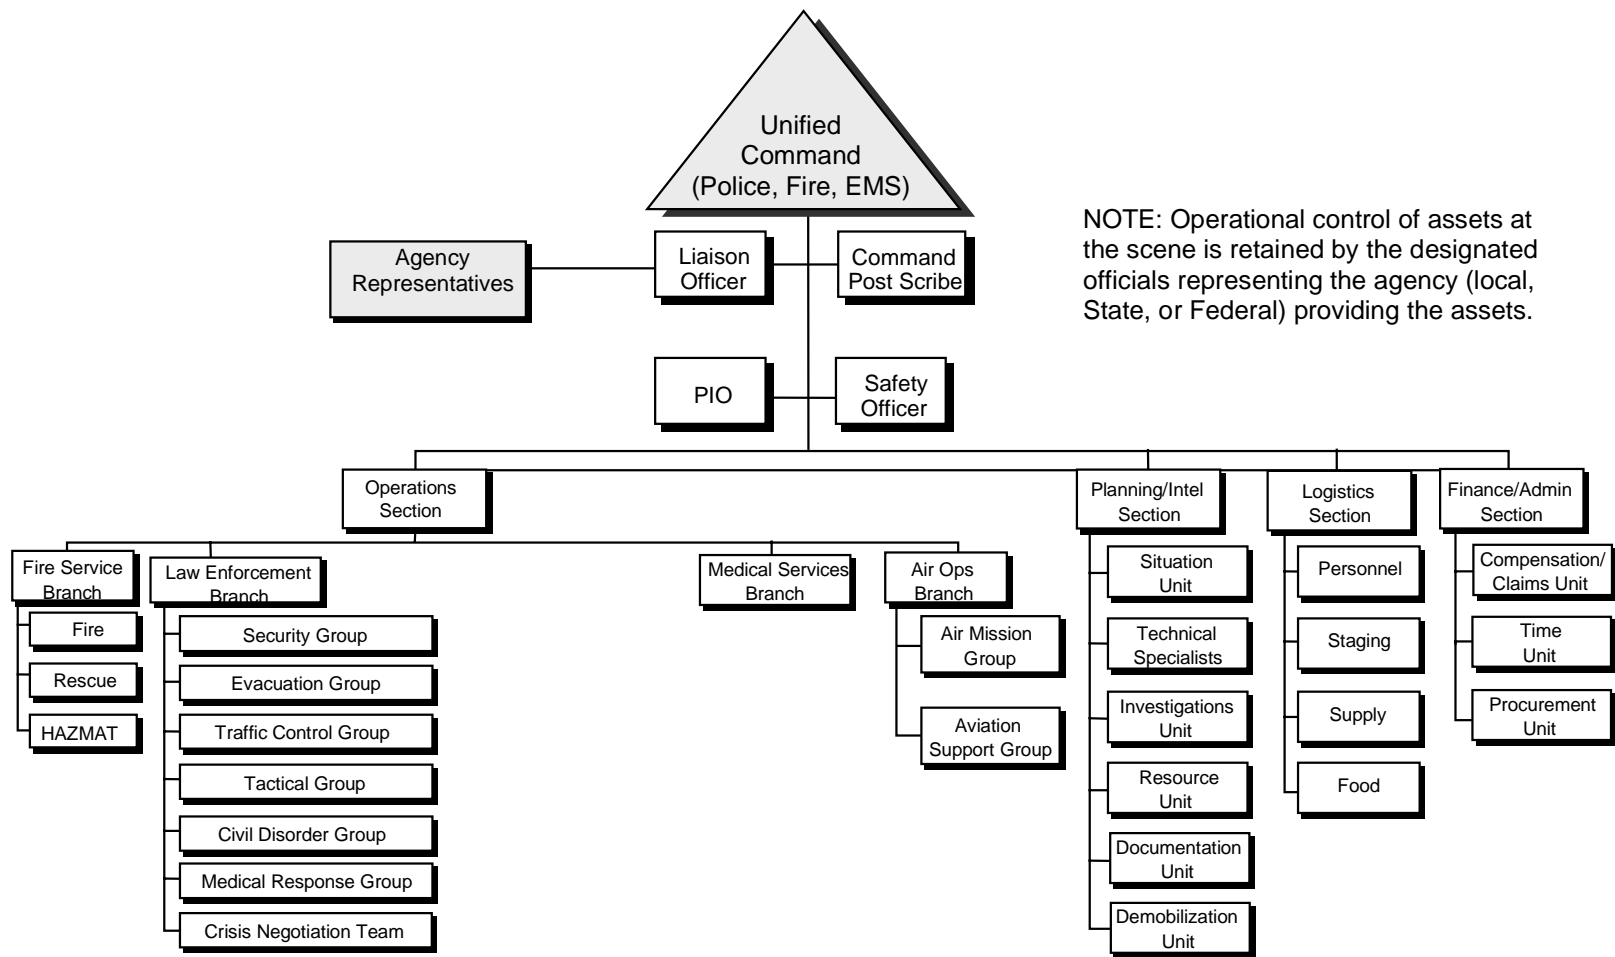 Unified
Command
(Police, Fire, EMS)
NOTE: Operational control of assets at
the scene is retained by the designated
officials representing the agency (local,
State, or Federal) providing the assets.
Agency
Representatives
Liaison
Officer
Command
Post Scribe
PIO
Safety
Officer
Operations
Section
Planning/Intel
Section
Logistics
Section
Finance/Admin
Section
Fire Service
Branch
Law Enforcement
Branch
Medical Services
Branch
Air Ops
Branch
Fire
Rescue
HAZMAT
Security Group
Evacuation Group
Traffic Control Group
Tactical Group
Civil Disorder Group
Medical Response Group
Crisis Negotiation Team
Air Mission
Group
Aviation
Support Group
Situation
Unit
Technical
Specialists
Investigations
Unit
Resource
Unit
Documentation
Unit
Demobilization
Unit
Personnel
Staging
Supply
Food
Compensation/
Claims Unit
Time
Unit
Procurement
Unit